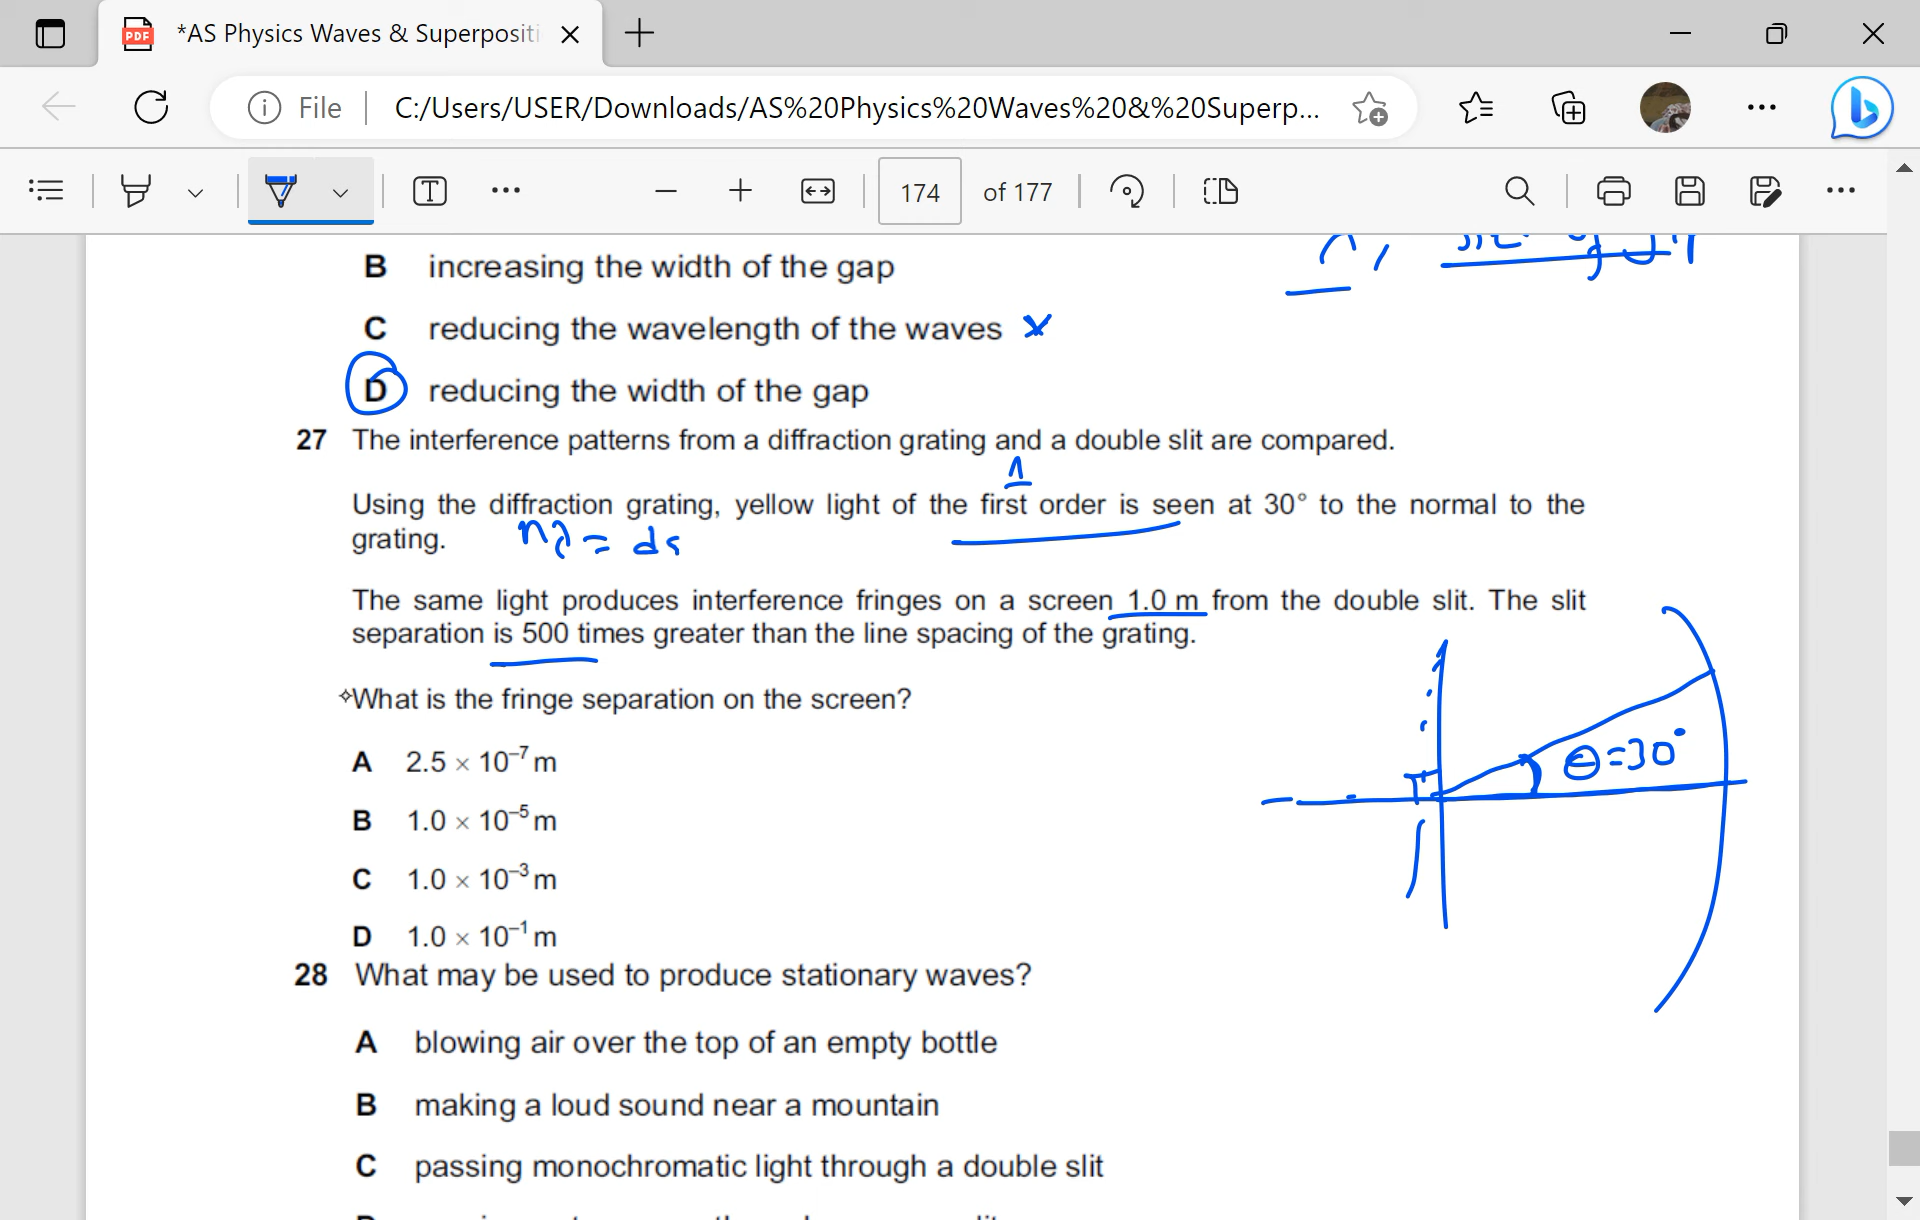 *AS Physics Waves & Superpositi
File C:/Users/USER/Downloads/AS%20Physics%20Waves%20&%20Superp...
174 of 177
B increasing the width of the gap
C reducing the wavelength of the waves x
D reducing the width of the gap
27 The interference patterns from a diffraction grating and a double slit are compared.
1
Using the diffraction grating, yellow light of the first order is seen at 30° to the normal to the
grating. nλ = ds
The same light produces interference fringes on a screen 1.0 m from the double slit. The slit
separation is 500 times greater than the line spacing of the grating.
What is the fringe separation on the screen?
θ=30°
A 2.5 × 10⁻⁷ m
B 1.0 × 10⁻⁵ m
C 1.0 × 10⁻³ m
D 1.0 × 10⁻¹ m
28 What may be used to produce stationary waves?
A blowing air over the top of an empty bottle
B making a loud sound near a mountain
C passing monochromatic light through a double slit